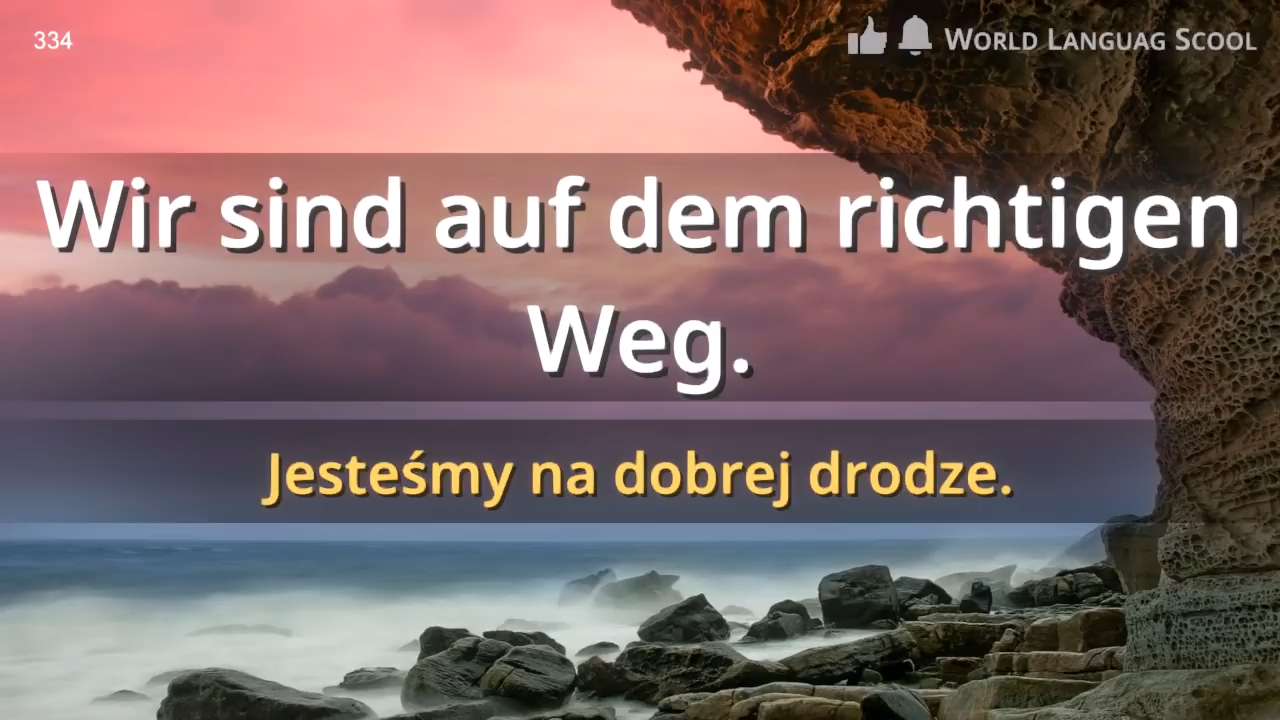 334
World Languag Scool
Wir sind auf dem richtigen
Weg.
Jesteśmy na dobrej drodze.